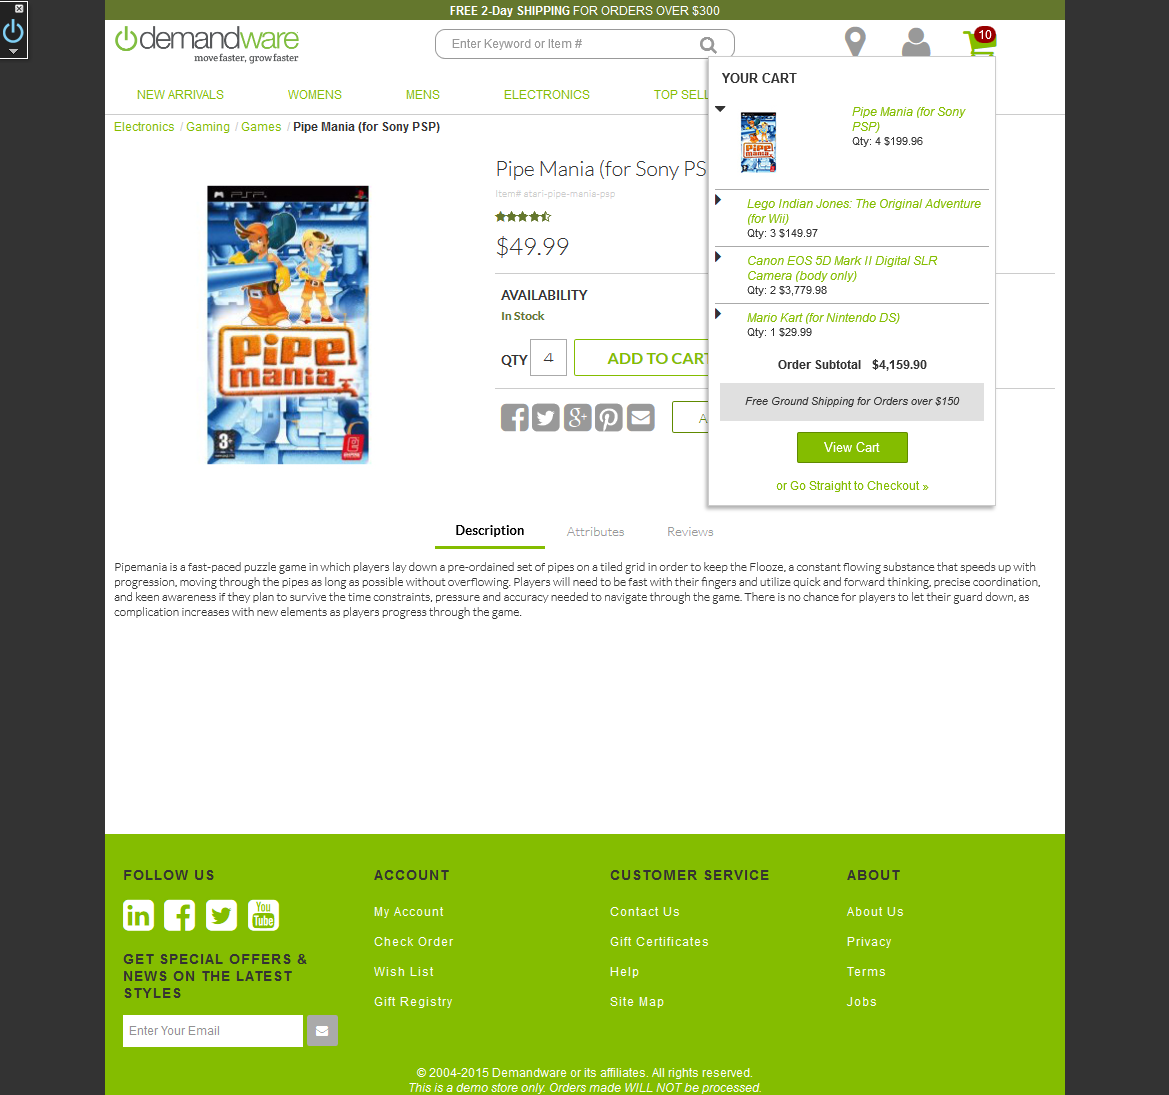 FREE 2-Day SHIPPING FOR ORDERS OVER $300
demandware
move faster, grow faster
Enter Keyword or Item #
10
NEW ARRIVALS
WOMENS
MENS
ELECTRONICS
TOP SELL
Electronics / Gaming / Games / Pipe Mania (for Sony PSP)
PSP
Pipe
mania
3+
Pipe Mania (for Sony PS
Item# atari-pipe-mania-psp
$49.99
AVAILABILITY
In Stock
QTY 4 ADD TO CART
A
YOUR CART
Pipe Mania (for Sony
PSP)
Qty: 4 $199.96
Pipe
mania
Lego Indian Jones: The Original Adventure
(for Wii)
Qty: 3 $149.97
Canon EOS 5D Mark II Digital SLR
Camera (body only)
Qty: 2 $3,779.98
Mario Kart (for Nintendo DS)
Qty: 1 $29.99
Order Subtotal $4,159.90
Free Ground Shipping for Orders over $150
View Cart
or Go Straight to Checkout »
Description
Attributes
Reviews
Pipemania is a fast-paced puzzle game in which players lay down a pre-ordained set of pipes on a tiled grid in order to keep the Flooze, a constant flowing substance that speeds up with
progression, moving through the pipes as long as possible without overflowing. Players will need to be fast with their fingers and utilize quick and forward thinking, precise coordination,
and keen awareness if they plan to survive the time constraints, pressure and accuracy needed to navigate through the game. There is no chance for players to let their guard down, as
complication increases with new elements as players progress through the game.
FOLLOW US
You
Tube
GET SPECIAL OFFERS &
NEWS ON THE LATEST
STYLES
Enter Your Email
ACCOUNT
My Account
Check Order
Wish List
Gift Registry
CUSTOMER SERVICE
Contact Us
Gift Certificates
Help
Site Map
ABOUT
About Us
Privacy
Terms
Jobs
© 2004-2015 Demandware or its affiliates. All rights reserved.
This is a demo store only. Orders made WILL NOT be processed.